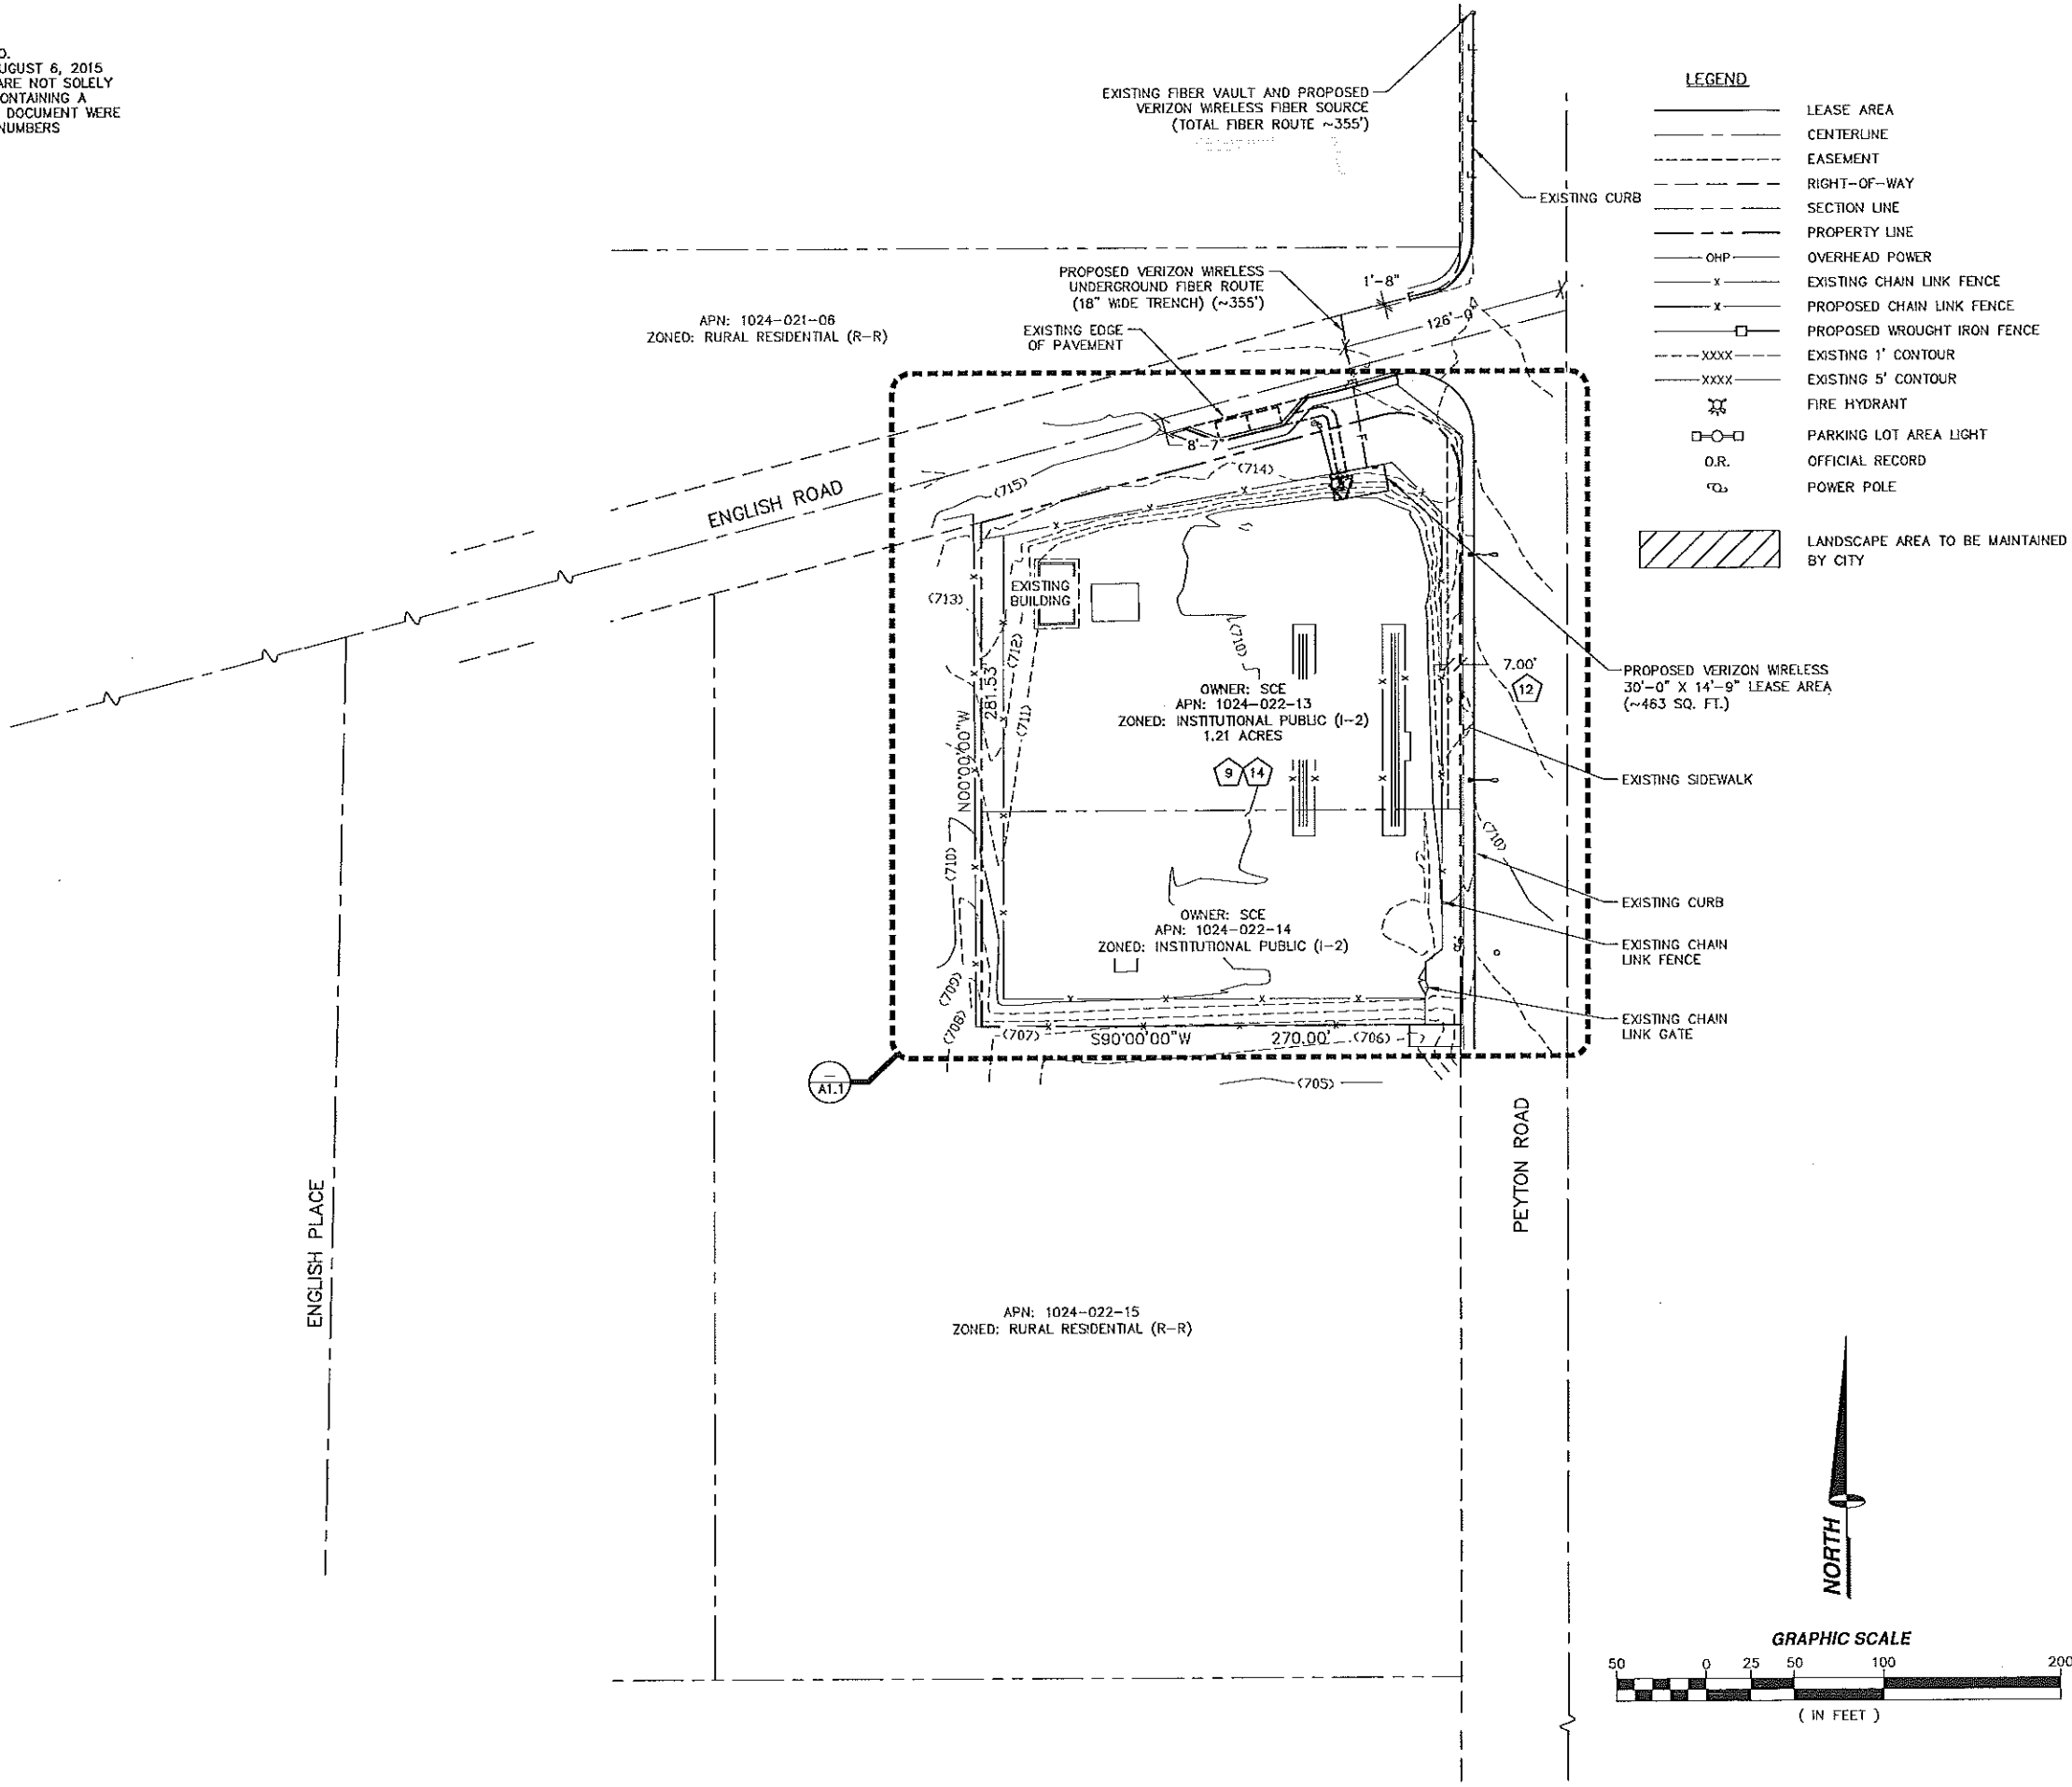 O.
UGUST 6, 2015
ARE NOT SOLELY
ONTAINING A
DOCUMENT WERE
NUMBERS
EXISTING FIBER VAULT AND PROPOSED
VERIZON WIRELESS FIBER SOURCE
(TOTAL FIBER ROUTE ~355')
EXISTING CURB
PROPOSED VERIZON WIRELESS
UNDERGROUND FIBER ROUTE
(18" WIDE TRENCH) (~355')
1'-8"
126'-9"
EXISTING EDGE
OF PAVEMENT
APN: 1024-021-06
ZONED: RURAL RESIDENTIAL (R-R)
8'-7"
ENGLISH ROAD
(715)
(714)
(713)
(712)
(711)
(710)
EXISTING
BUILDING
281.53'
N00°00'00"W
OWNER: SCE
APN: 1024-022-13
ZONED: INSTITUTIONAL PUBLIC (I-2)
1.21 ACRES
9
14
7.00'
12
PROPOSED VERIZON WIRELESS
30'-0" X 14'-9" LEASE AREA
(~463 SQ. FT.)
EXISTING SIDEWALK
(710)
(710)
EXISTING CURB
OWNER: SCE
APN: 1024-022-14
ZONED: INSTITUTIONAL PUBLIC (I-2)
EXISTING CHAIN
LINK FENCE
EXISTING CHAIN
LINK GATE
(709)
(708)
(707)
S90°00'00"W
270.00'
(706)
(705)
A1.1
PEYTON ROAD
ENGLISH PLACE
APN: 1024-022-15
ZONED: RURAL RESIDENTIAL (R-R)
LEGEND
LEASE AREA
CENTERLINE
EASEMENT
RIGHT-OF-WAY
SECTION LINE
PROPERTY LINE
OHP OVERHEAD POWER
x EXISTING CHAIN LINK FENCE
x PROPOSED CHAIN LINK FENCE
PROPOSED WROUGHT IRON FENCE
XXXX EXISTING 1' CONTOUR
XXXX EXISTING 5' CONTOUR
FIRE HYDRANT
PARKING LOT AREA LIGHT
O.R. OFFICIAL RECORD
POWER POLE
LANDSCAPE AREA TO BE MAINTAINED
BY CITY
NORTH
GRAPHIC SCALE
50 0 25 50 100 200
( IN FEET )